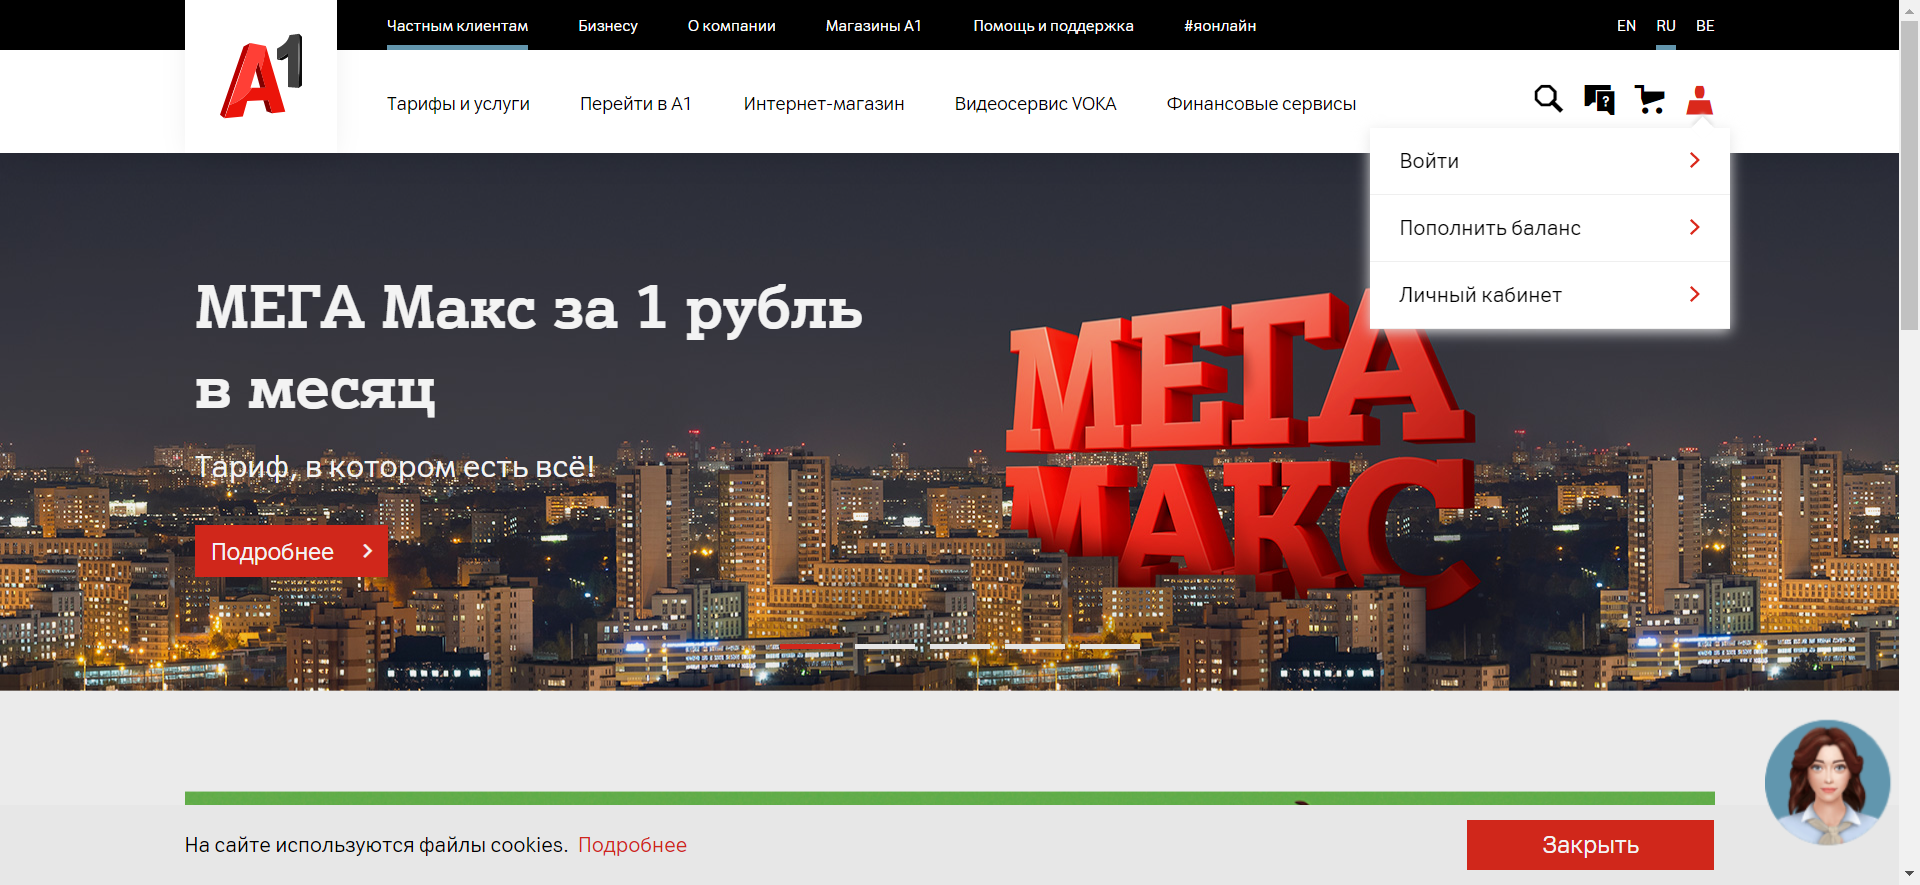 Частным клиентам
Бизнесу
О компании
Магазины А1
Помощь и поддержка
#яонлайн
EN
RU
BE
A1
Тарифы и услуги
Перейти в А1
Интернет-магазин
Видеосервис VOKA
Финансовые сервисы
?
Войти
Пополнить баланс
Личный кабинет
МЕГА Макс за 1 рубль
в месяц
Тариф, в котором есть всё!
Подробнее
МЕГА
МАКС
На сайте используются файлы cookies. Подробнее
Закрыть